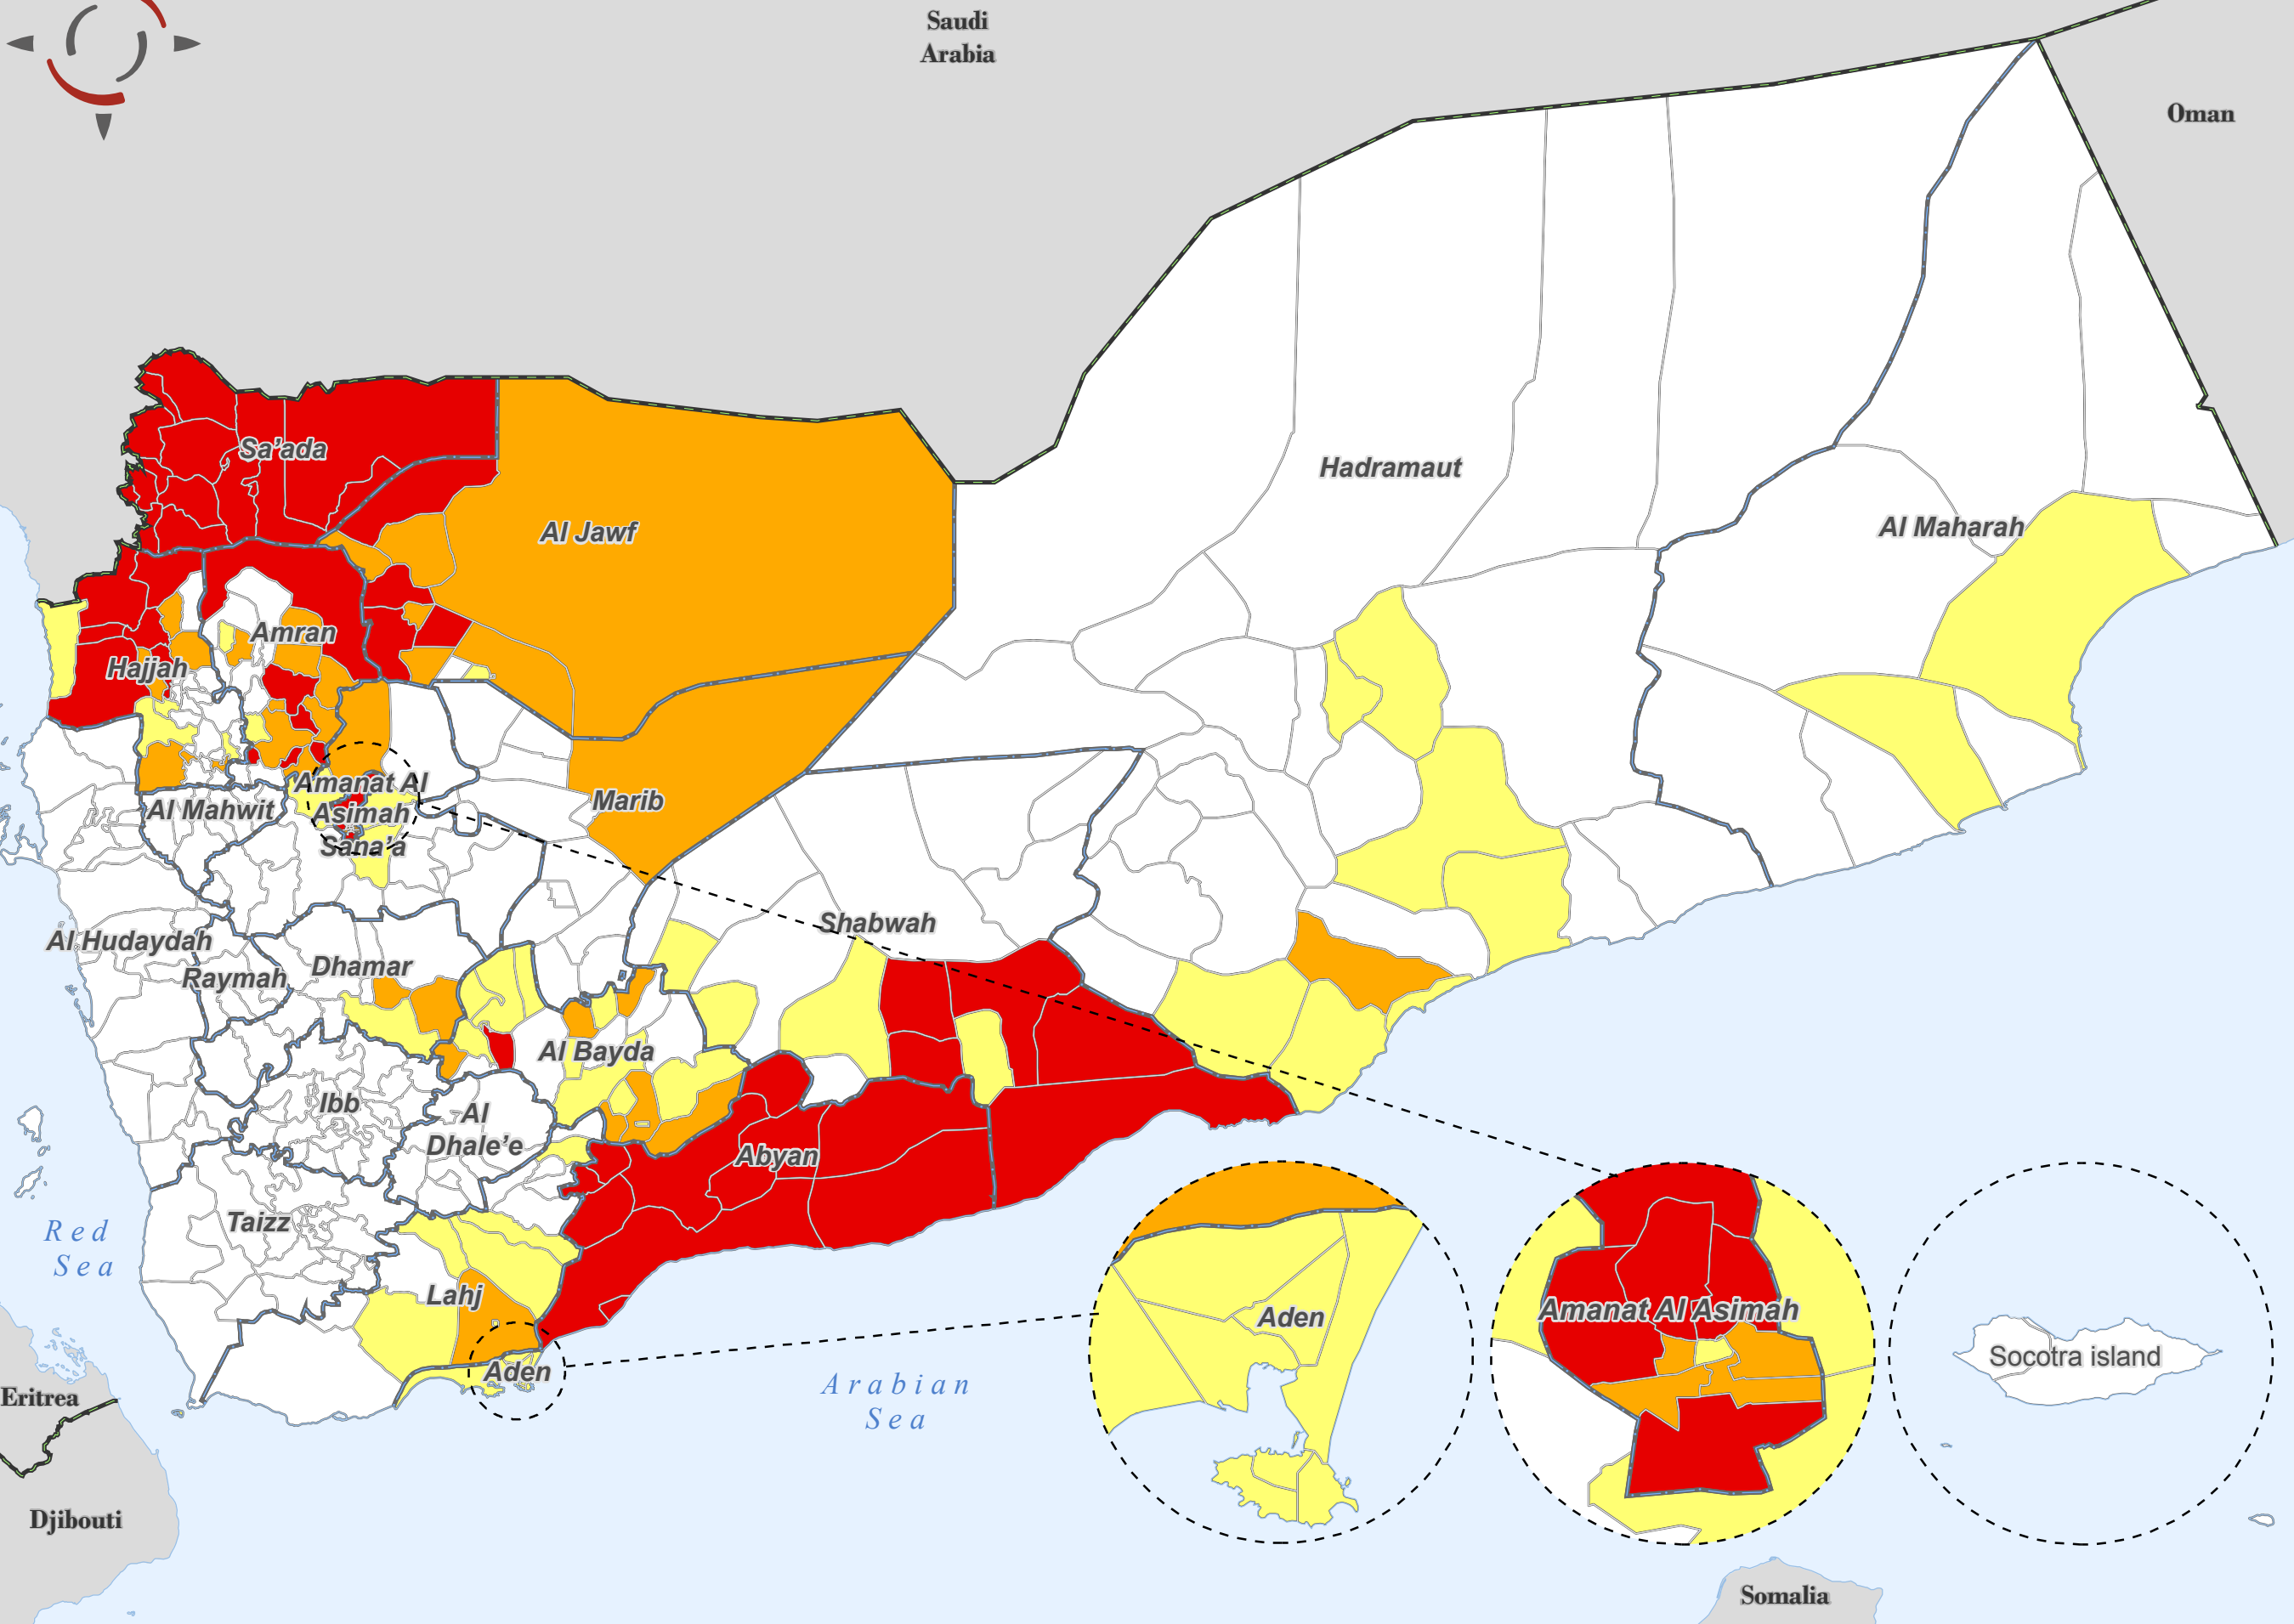 Saudi
Arabia
Oman
Sa'ada
Hadramaut
Al Jawf
Al Maharah
Amran
Hajjah
Amanat Al
Asimah
Marib
Al Mahwit
Sana'a
Shabwah
Al Hudaydah
Dhamar
Raymah
Al Bayda
Ibb
Al
Dhale'e
Abyan
Taizz
Red
Sea
Lahj
Aden
Amanat Al Asimah
Aden
Socotra island
Arabian
Sea
Eritrea
Djibouti
Somalia